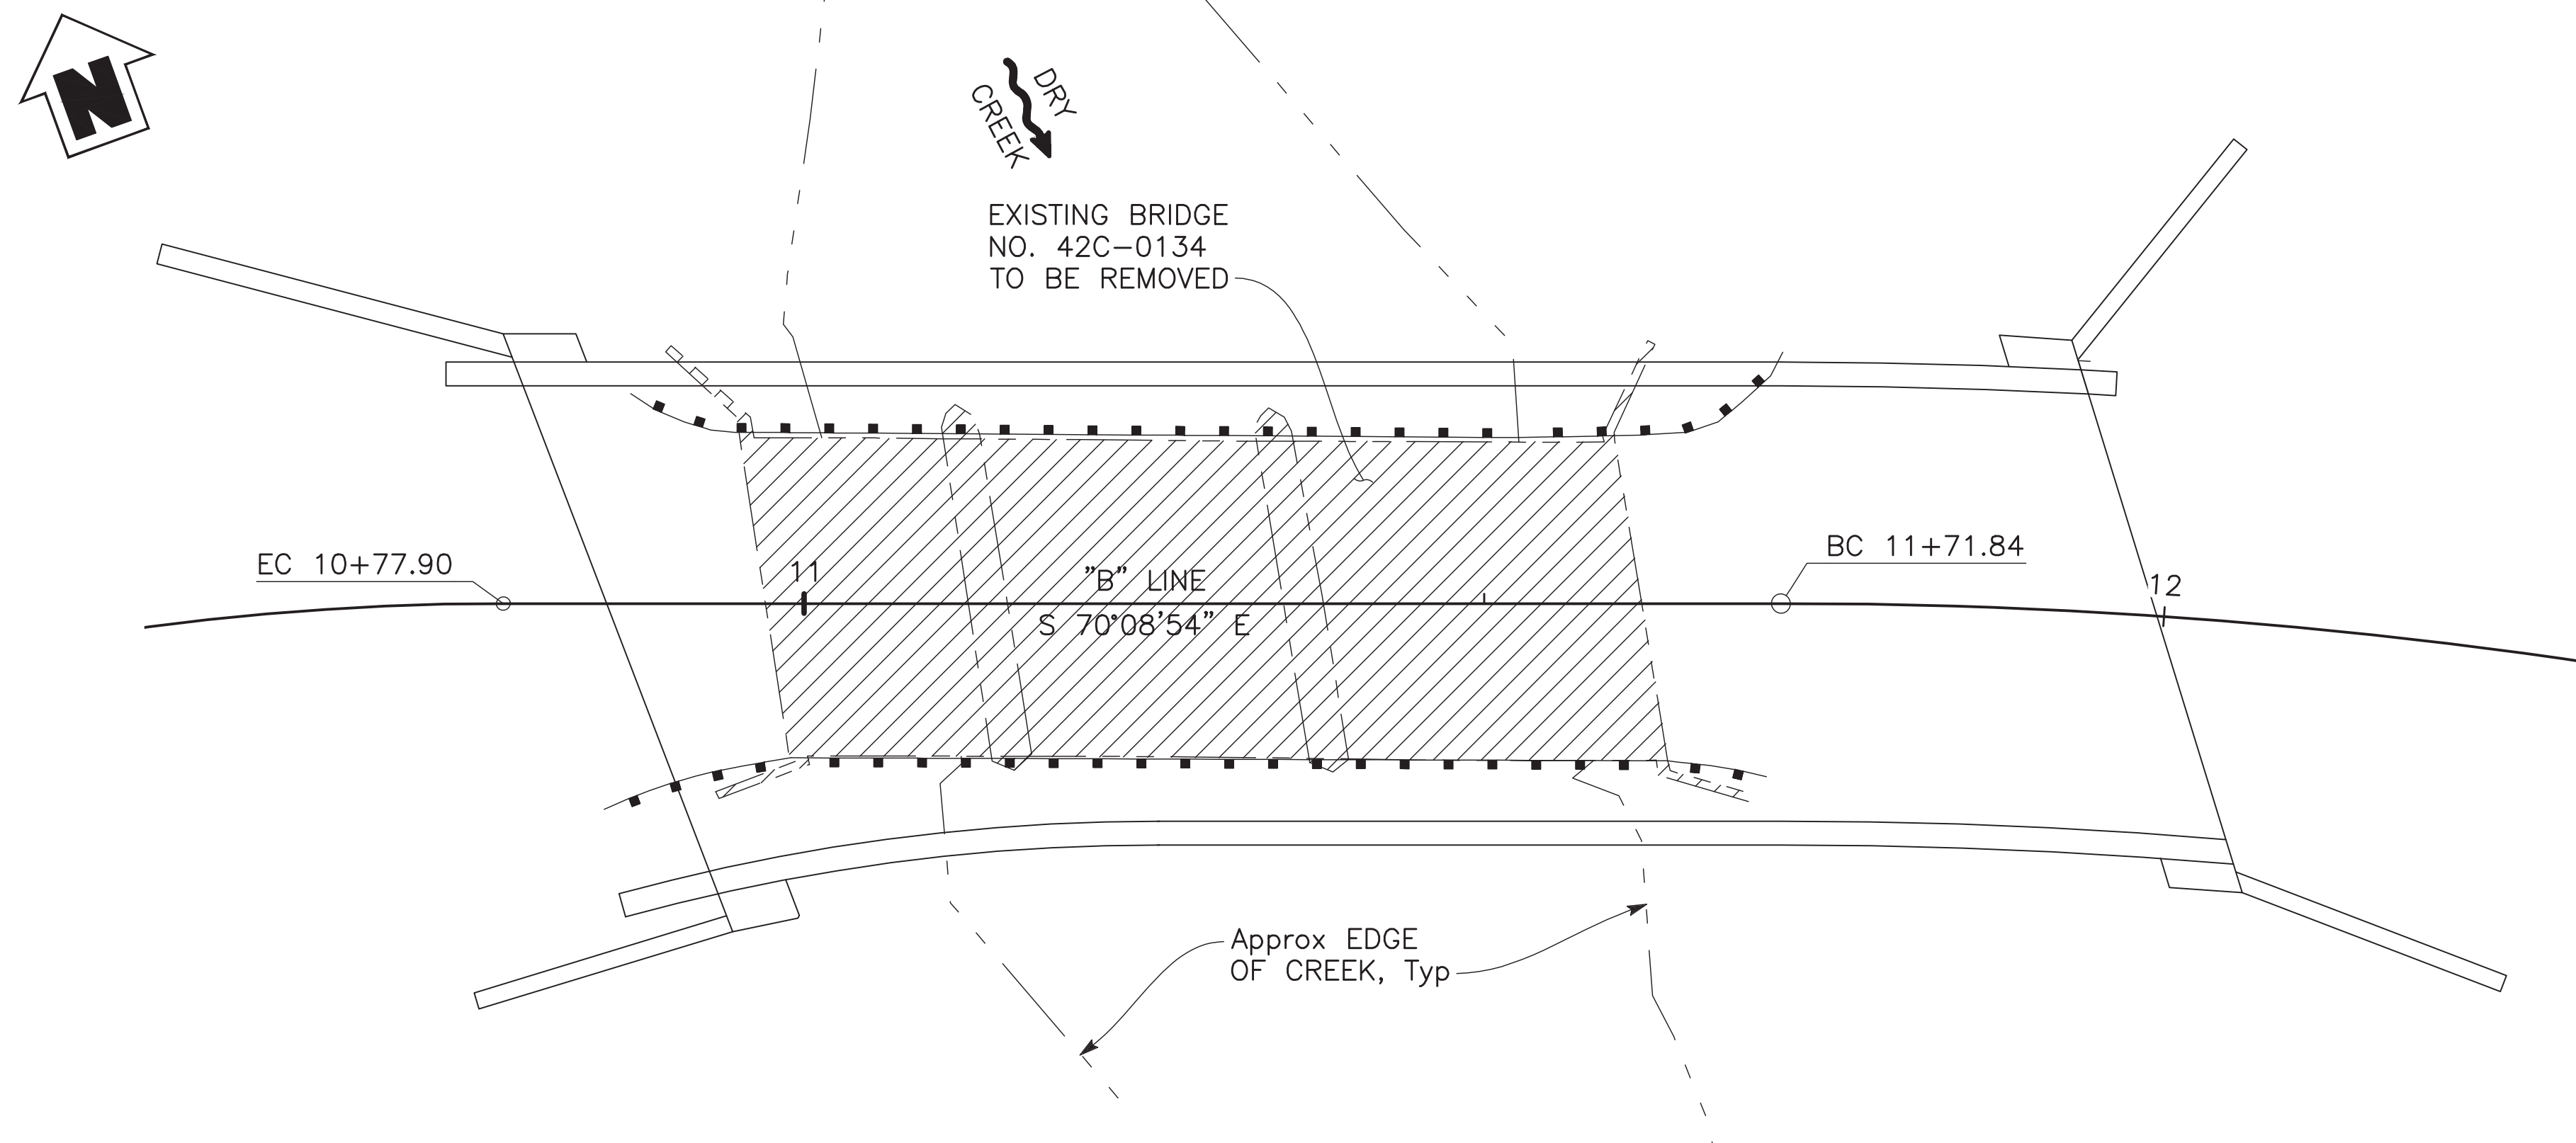 N
DRY
CREEK
EXISTING BRIDGE
NO. 42C-0134
TO BE REMOVED
EC 10+77.90
11
"B" LINE
S 70°08'54" E
BC 11+71.84
12
Approx EDGE
OF CREEK, Typ